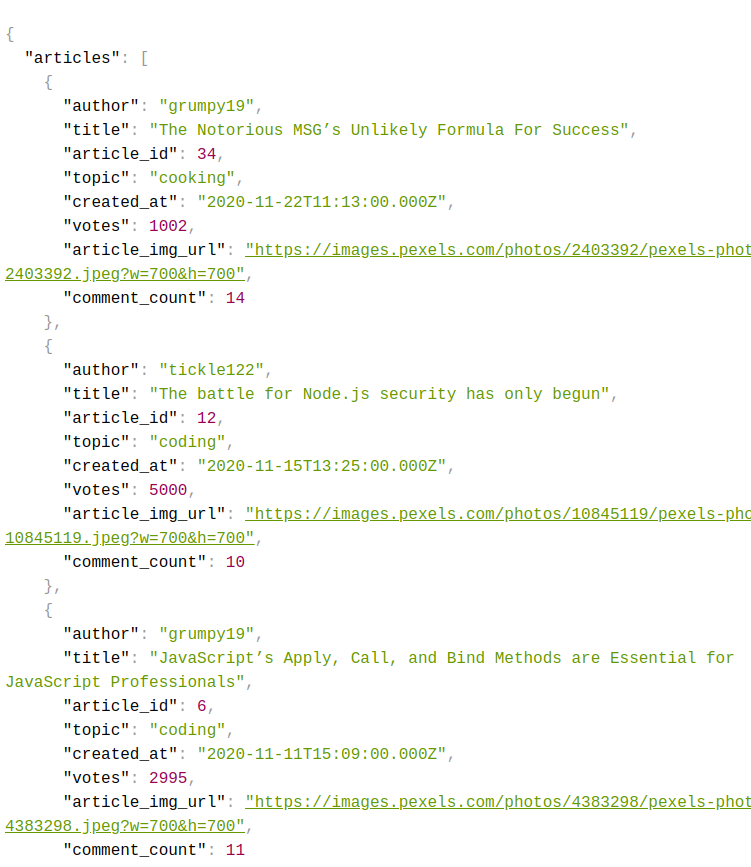 {
"articles": [
{
"author": "grumpy19",
"title": "The Notorious MSG’s Unlikely Formula For Success",
"article_id": 34,
"topic": "cooking",
"created_at": "2020-11-22T11:13:00.000Z",
"votes": 1002,
"article_img_url": "https://images.pexels.com/photos/2403392/pexels-phot
2403392.jpeg?w=700&h=700",
"comment_count": 14
},
{
"author": "tickle122",
"title": "The battle for Node.js security has only begun",
"article_id": 12,
"topic": "coding",
"created_at": "2020-11-15T13:25:00.000Z",
"votes": 5000,
"article_img_url": "https://images.pexels.com/photos/10845119/pexels-pho
10845119.jpeg?w=700&h=700",
"comment_count": 10
},
{
"author": "grumpy19",
"title": "JavaScript’s Apply, Call, and Bind Methods are Essential for
JavaScript Professionals",
"article_id": 6,
"topic": "coding",
"created_at": "2020-11-11T15:09:00.000Z",
"votes": 2995,
"article_img_url": "https://images.pexels.com/photos/4383298/pexels-phot
4383298.jpeg?w=700&h=700",
"comment_count": 11